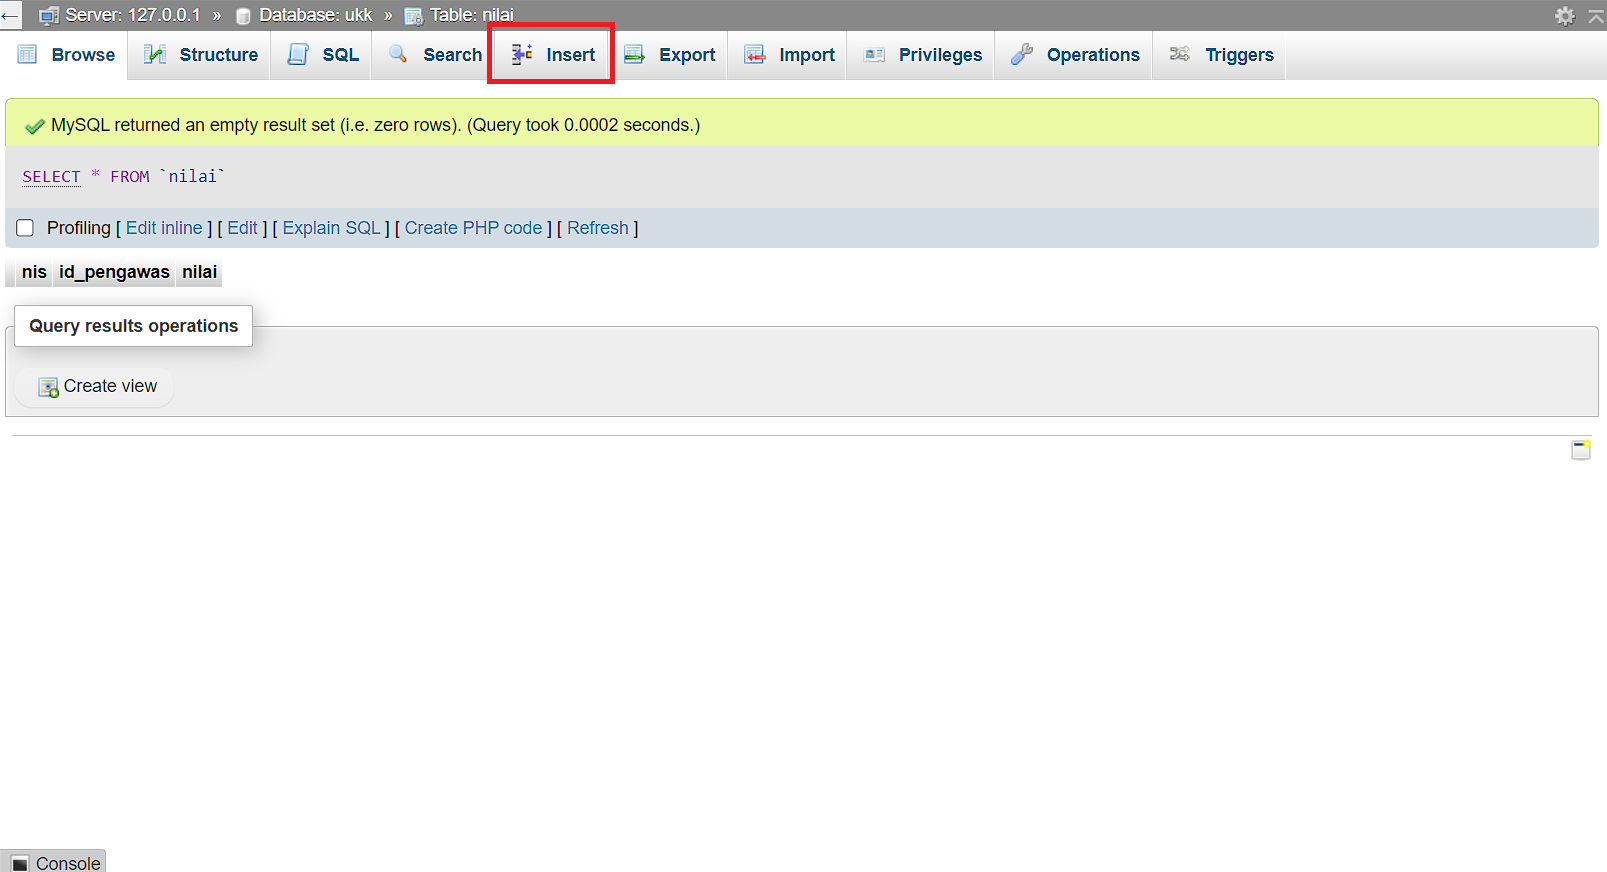 Server: 127.0.0.1 » Database: ukk » Table: nilai
Browse Structure SQL Search Insert Export Import Privileges Operations Triggers
MySQL returned an empty result set (i.e. zero rows). (Query took 0.0002 seconds.)
SELECT * FROM `nilai`
Profiling [ Edit inline ] [ Edit ] [ Explain SQL ] [ Create PHP code ] [ Refresh ]
nis id_pengawas nilai
Query results operations
Create view
Console